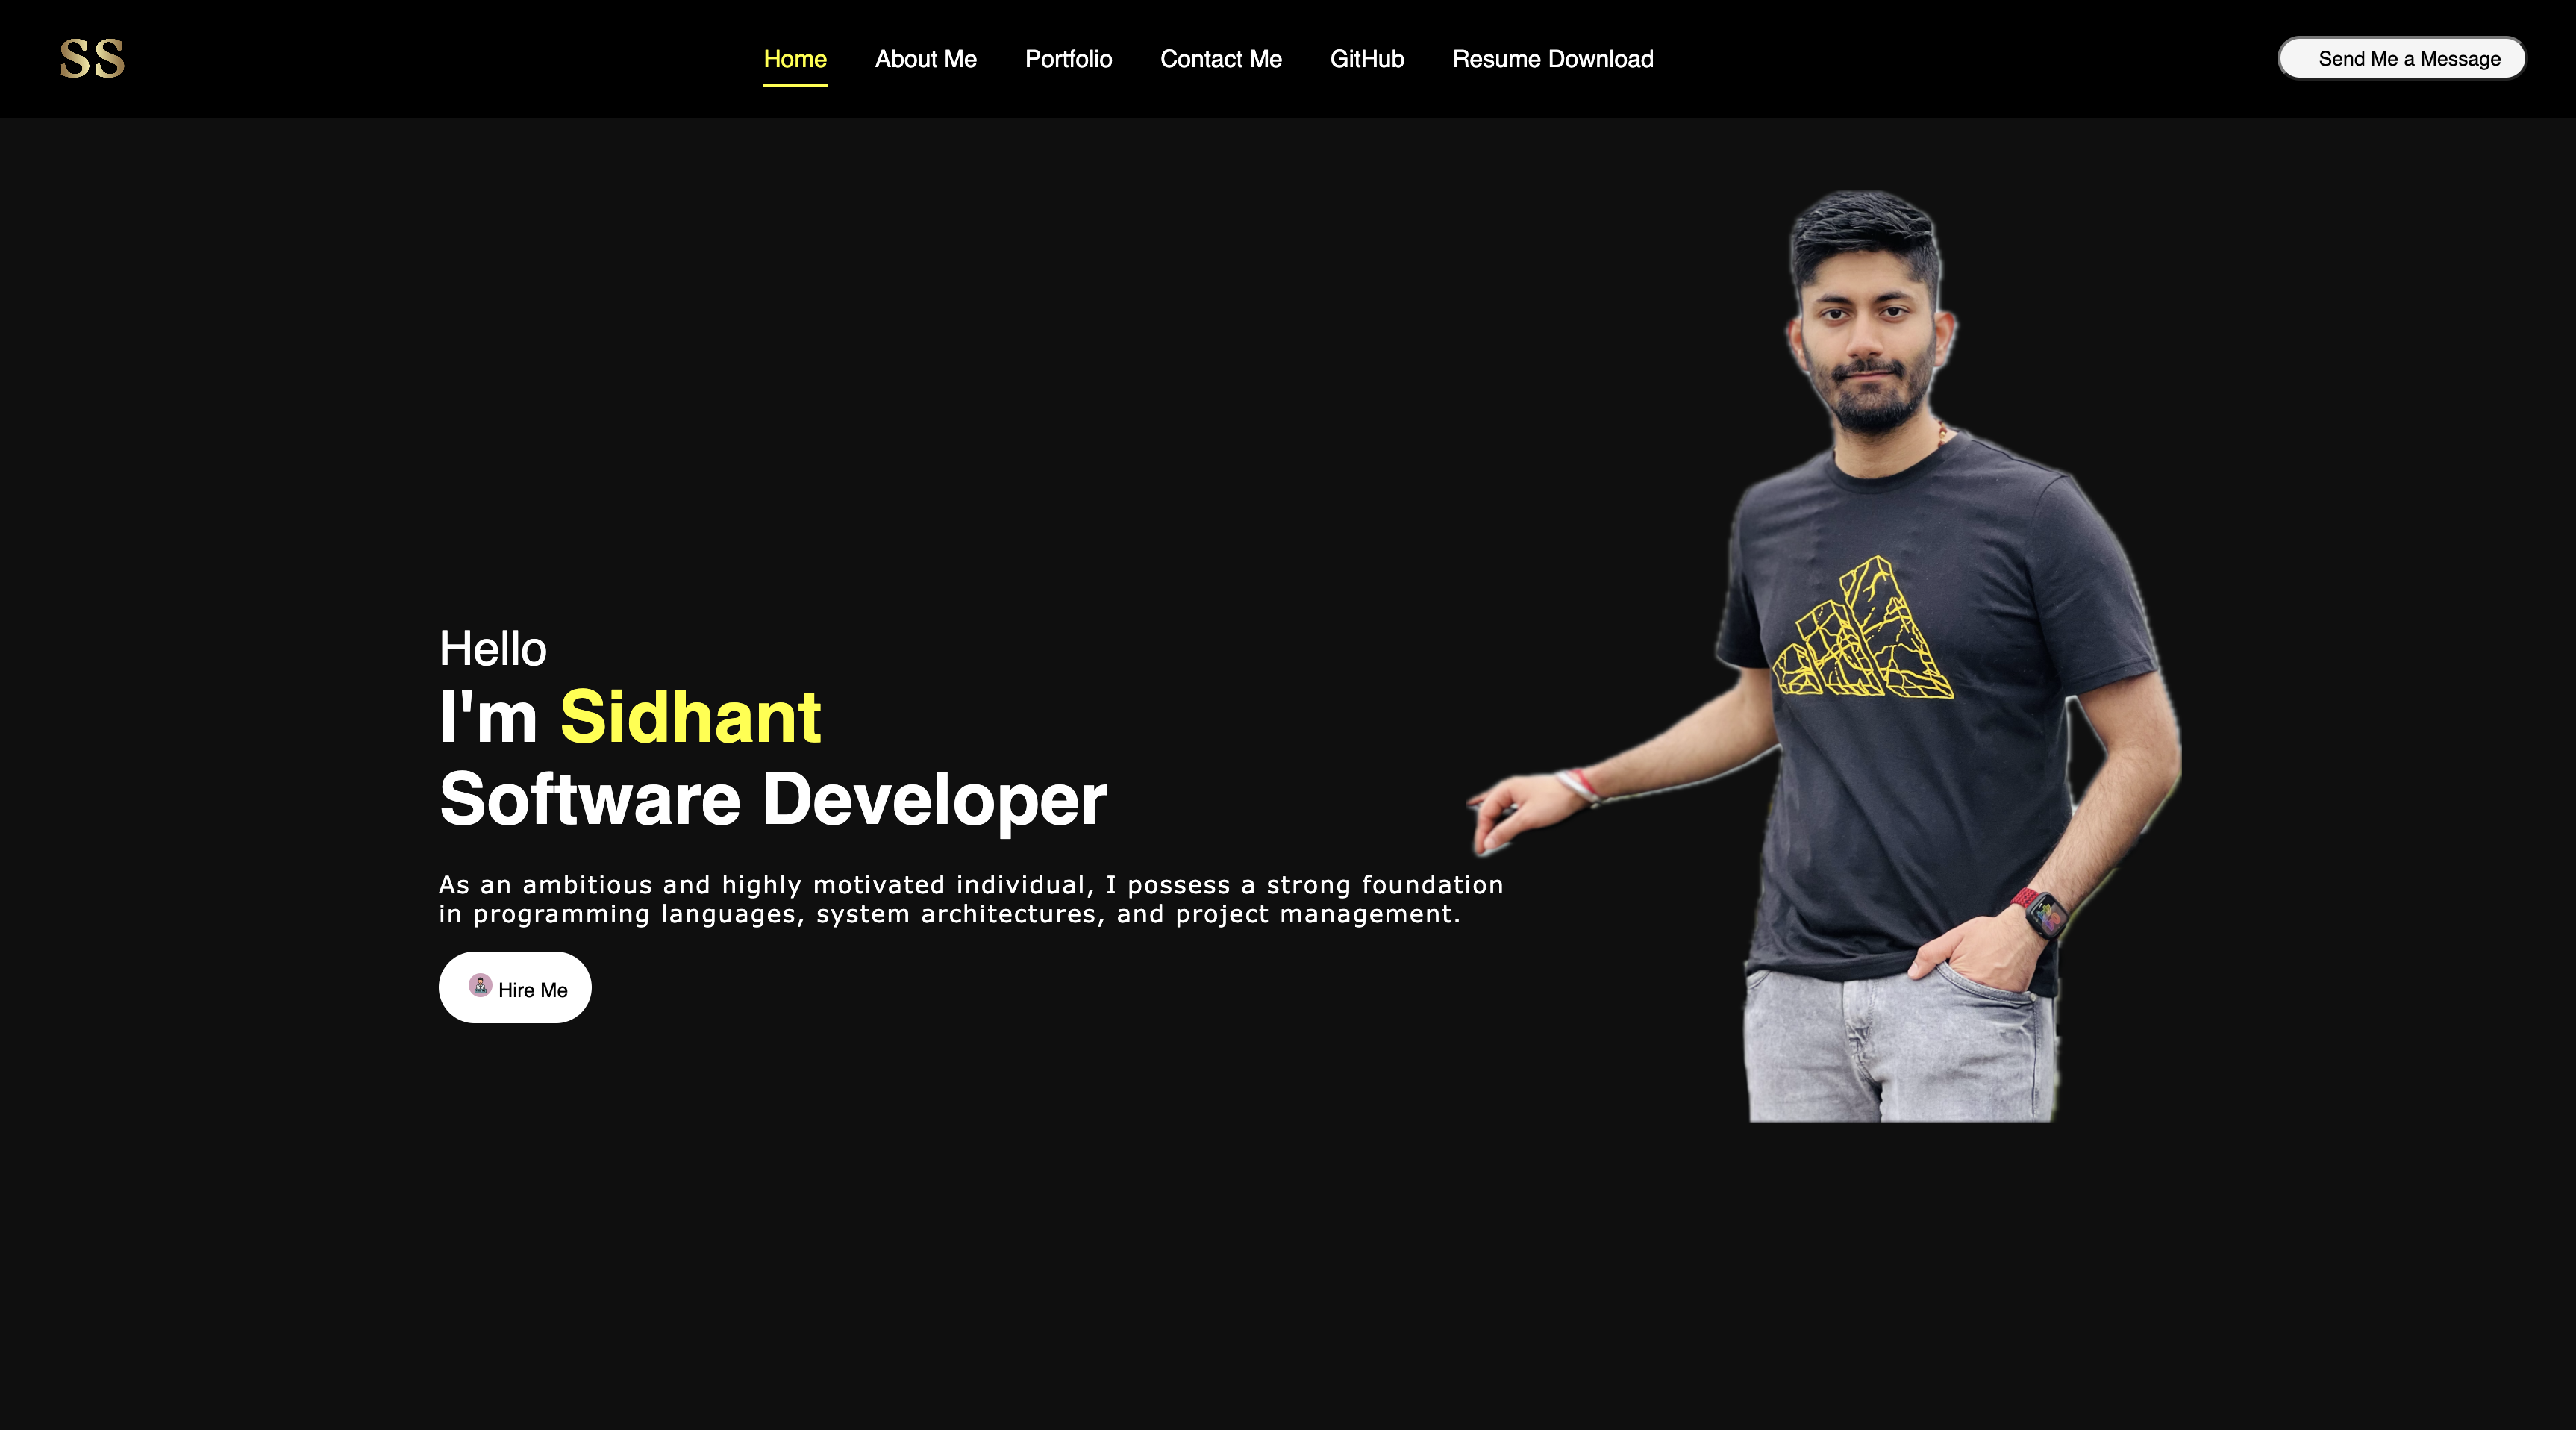 SS
Home About Me Portfolio Contact Me GitHub Resume Download
Send Me a Message
Hello
I'm Sidhant
Software Developer
As an ambitious and highly motivated individual, I possess a strong foundation
in programming languages, system architectures, and project management.
Hire Me